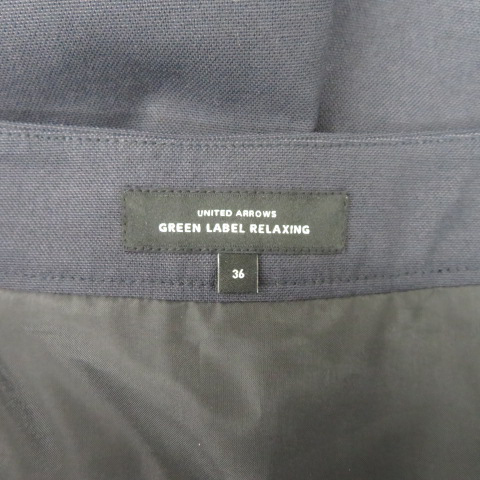 UNITED ARROWS
GREEN LABEL RELAXING
36